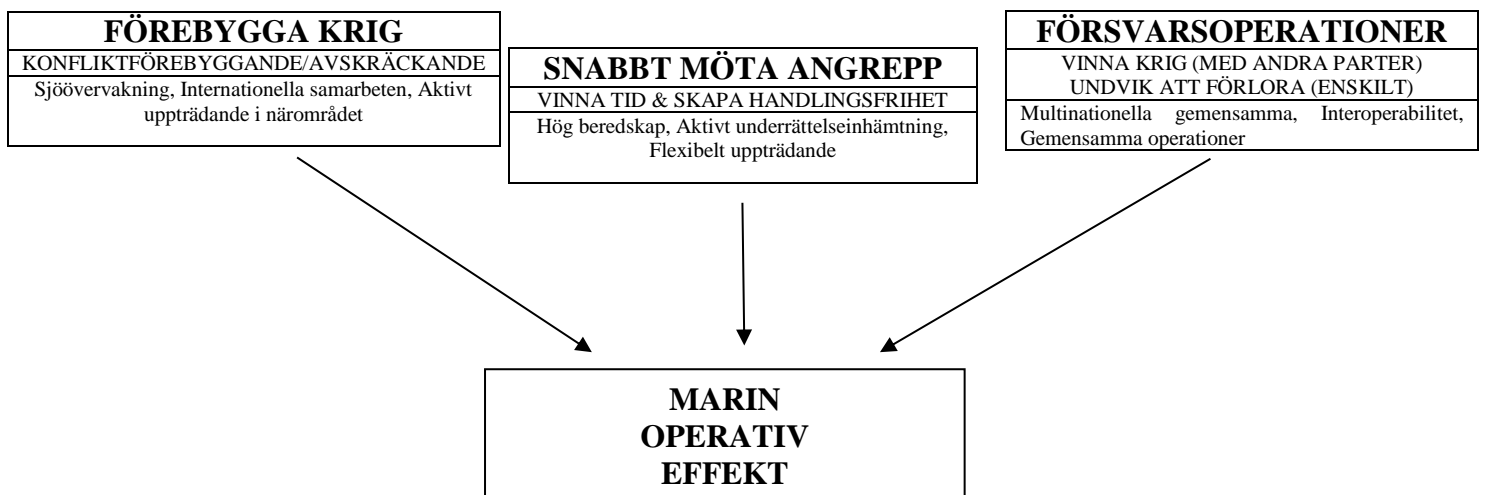 FÖREBYGGA KRIG
KONFLIKTFÖREBYGGANDE/AVSKRÄCKANDE
Sjöövervakning, Internationella samarbeten, Aktivt
uppträdande i närområdet
SNABBT MÖTA ANGREPP
VINNA TID & SKAPA HANDLINGSFRIHET
Hög beredskap, Aktivt underrättelseinhämtning,
Flexibelt uppträdande
FÖRSVARSOPERATIONER
VINNA KRIG (MED ANDRA PARTER)
UNDVIK ATT FÖRLORA (ENSKILT)
Multinationella gemensamma, Interoperabilitet,
Gemensamma operationer
MARIN
OPERATIV
EFFEKT